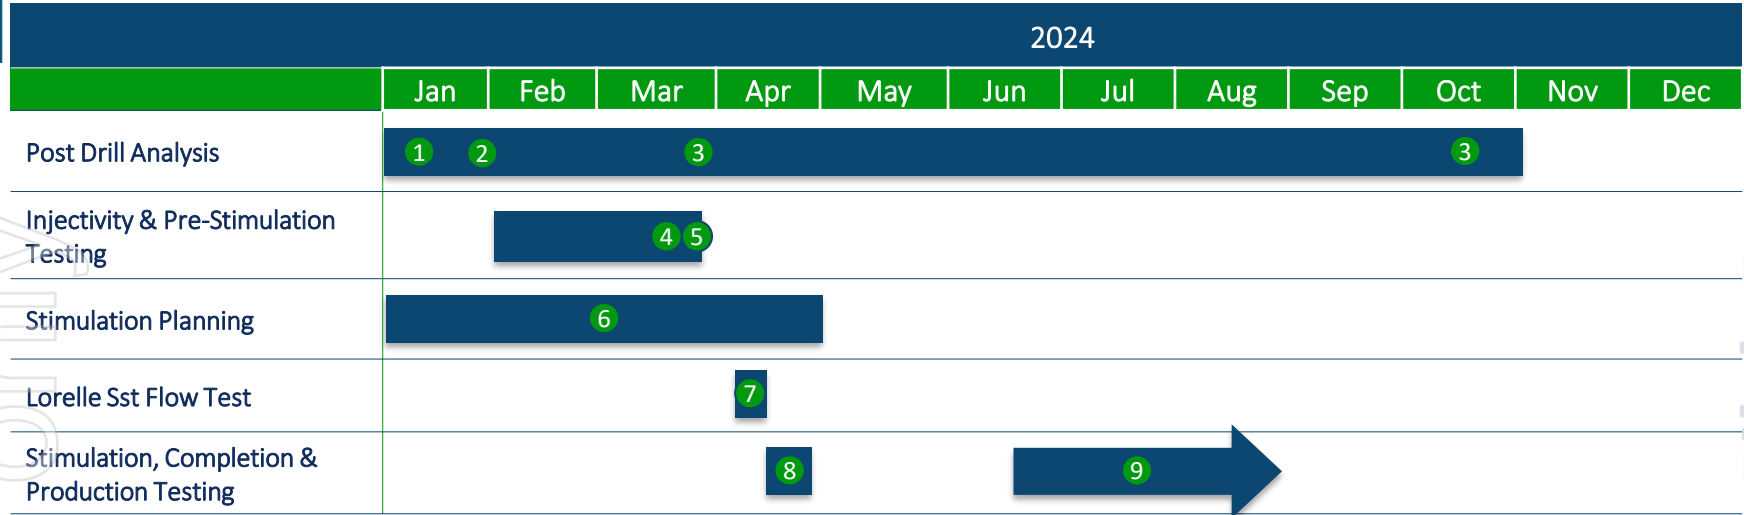 2024
Jan Feb Mar Apr May Jun Jul Aug Sep Oct Nov Dec
Post Drill Analysis
1 2 3 3
Injectivity & Pre-Stimulation
Testing
4 5
Stimulation Planning
6
Lorelle Sst Flow Test
7
Stimulation, Completion &
Production Testing
8 9